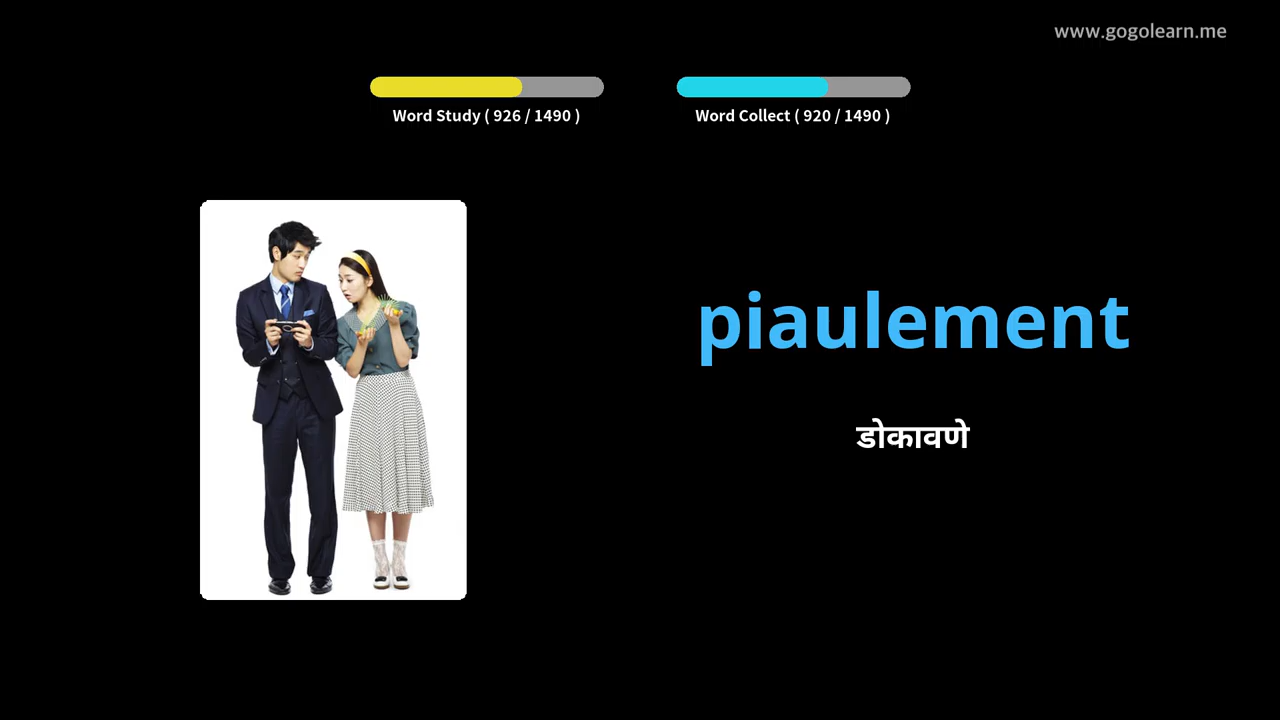 www.gogolearn.me
Word Study ( 926 / 1490 )
Word Collect ( 920 / 1490 )
piaulement
डोकावणे